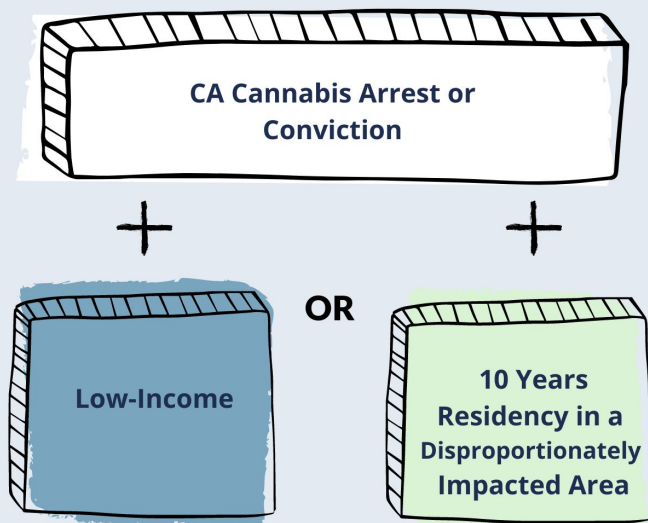 CA Cannabis Arrest or
Conviction
+
+
OR
Low-Income
10 Years
Residency in a
Disproportionately
Impacted Area